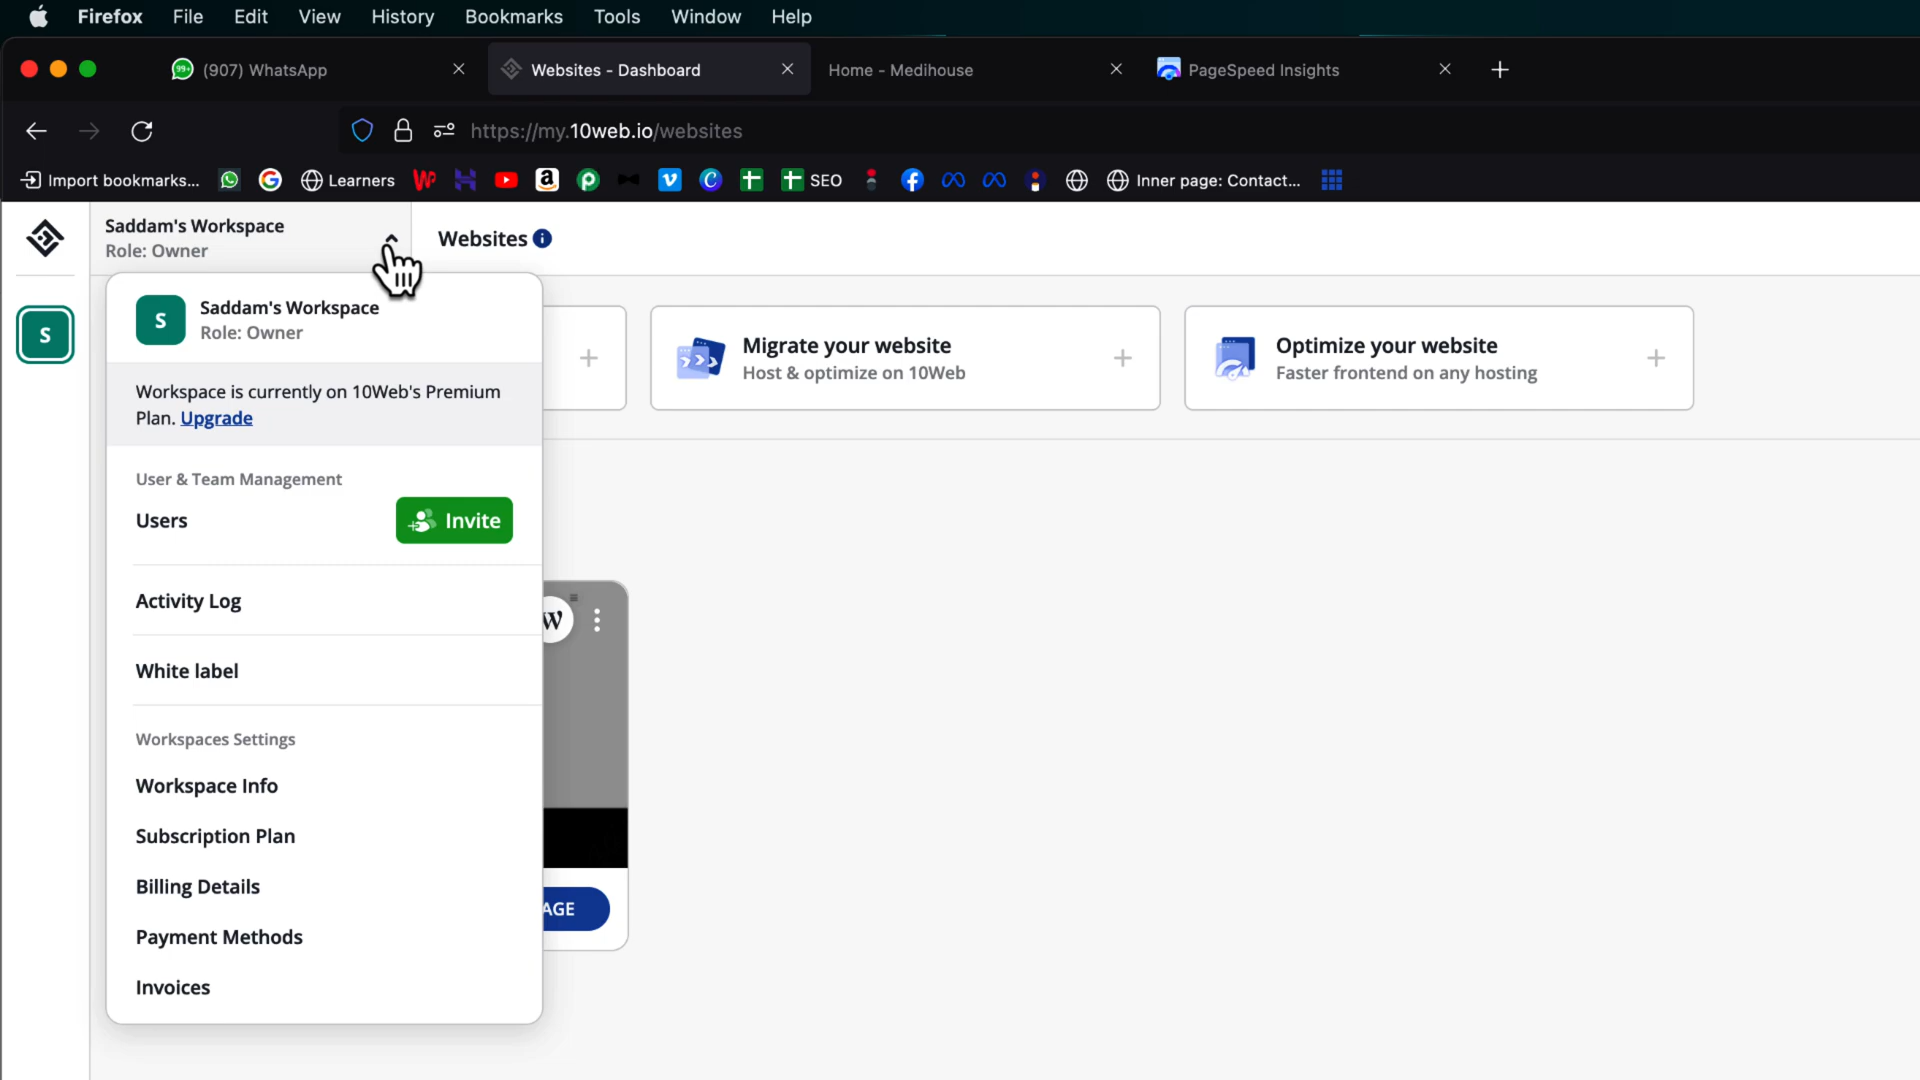 Firefox File Edit View History Bookmarks Tools Window Help
99+ (907) WhatsApp Websites - Dashboard Home - Medihouse PageSpeed Insights
https://my.10web.io/websites
Import bookmarks... Learners SEO Inner page: Contact...
Saddam's Workspace
Role: Owner
Websites
S
S
Saddam's Workspace
Role: Owner
Workspace is currently on 10Web's Premium
Plan. Upgrade
User & Team Management
Users
Invite
Activity Log
White label
Workspaces Settings
Workspace Info
Subscription Plan
Billing Details
Payment Methods
Invoices
Migrate your website
Host & optimize on 10Web
Optimize your website
Faster frontend on any hosting
W
AGE